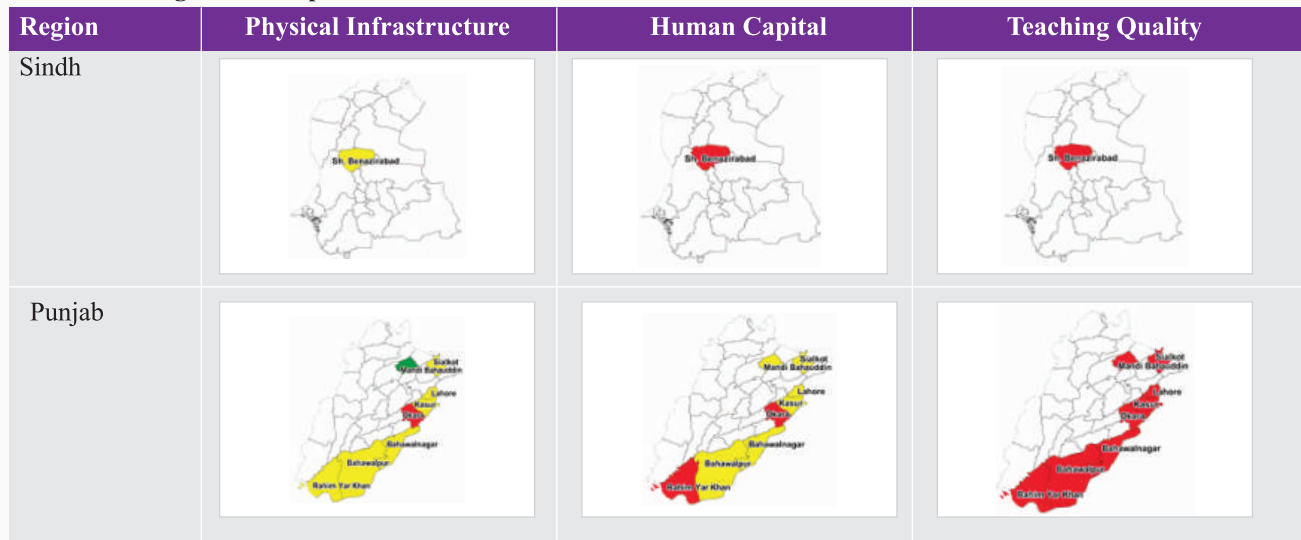 Region Physical Infrastructure Human Capital Teaching Quality
Sindh
Sh. Benazirabad
Sh. Benazirabad
Sh. Benazirabad
Punjab
Sialkot
Mandi Bahauddin
Lahore
Kasur
Okara
Bahawalnagar
Bahawalpur
Rahim Yar Khan
Sialkot
Mandi Bahauddin
Lahore
Kasur
Okara
Bahawalnagar
Bahawalpur
Rahim Yar Khan
Sialkot
Mandi Bahauddin
Lahore
Kasur
Okara
Bahawalnagar
Bahawalpur
Rahim Yar Khan